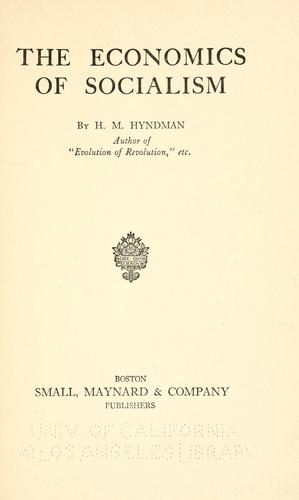 THE ECONOMICS
OF SOCIALISM
BY H. M. HYNDMAN
Author of
"Evolution of Revolution," etc.
BOSTON
SMALL, MAYNARD & COMPANY
PUBLISHERS
UNIV. OF CALIFORNIA
AT LOS ANGELES LIBRARY